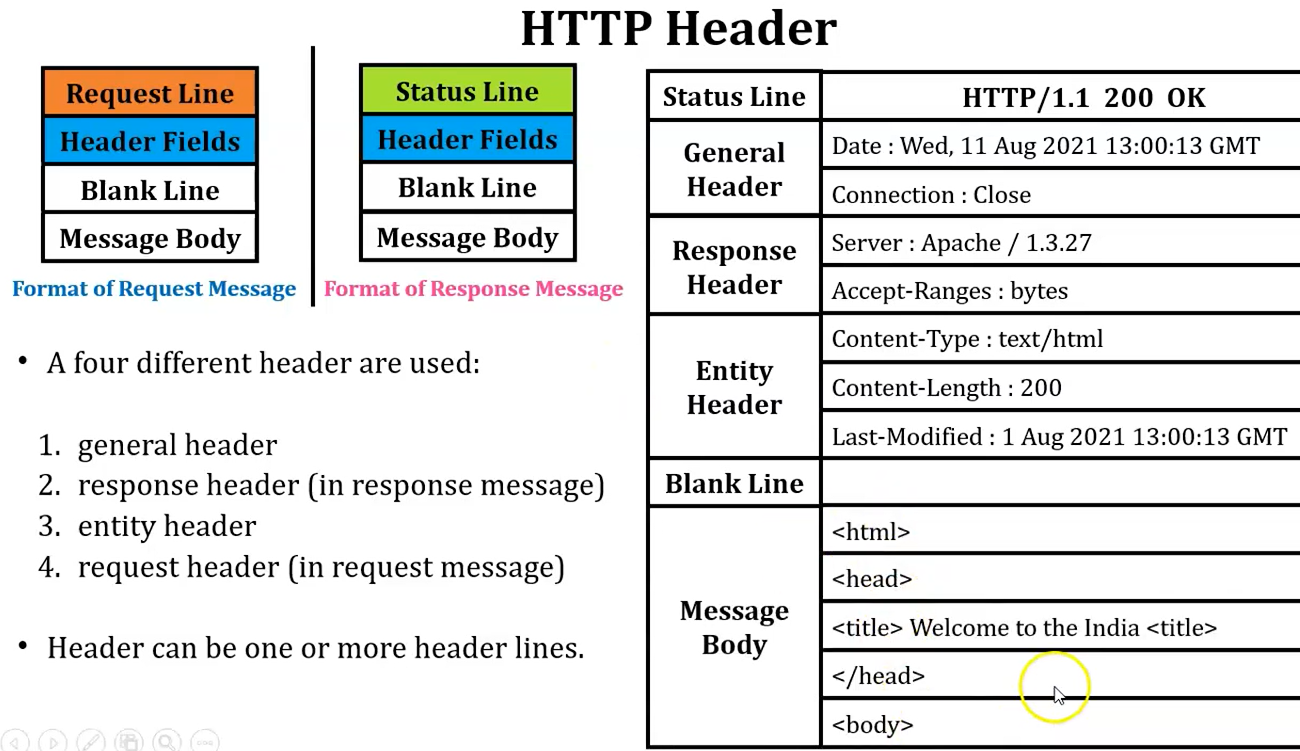 HTTP Header
Request Line
Header Fields
Blank Line
Message Body
Format of Request Message
Status Line
Header Fields
Blank Line
Message Body
Format of Response Message
• A four different header are used:
1. general header
2. response header (in response message)
3. entity header
4. request header (in request message)
• Header can be one or more header lines.
Status Line
HTTP/1.1 200 OK
General
Header
Date : Wed, 11 Aug 2021 13:00:13 GMT
Connection : Close
Response
Header
Server : Apache / 1.3.27
Accept-Ranges : bytes
Entity
Header
Content-Type : text/html
Content-Length : 200
Last-Modified : 1 Aug 2021 13:00:13 GMT
Blank Line
Message
Body
<html>
<head>
<title> Welcome to the India <title>
</head>
<body>